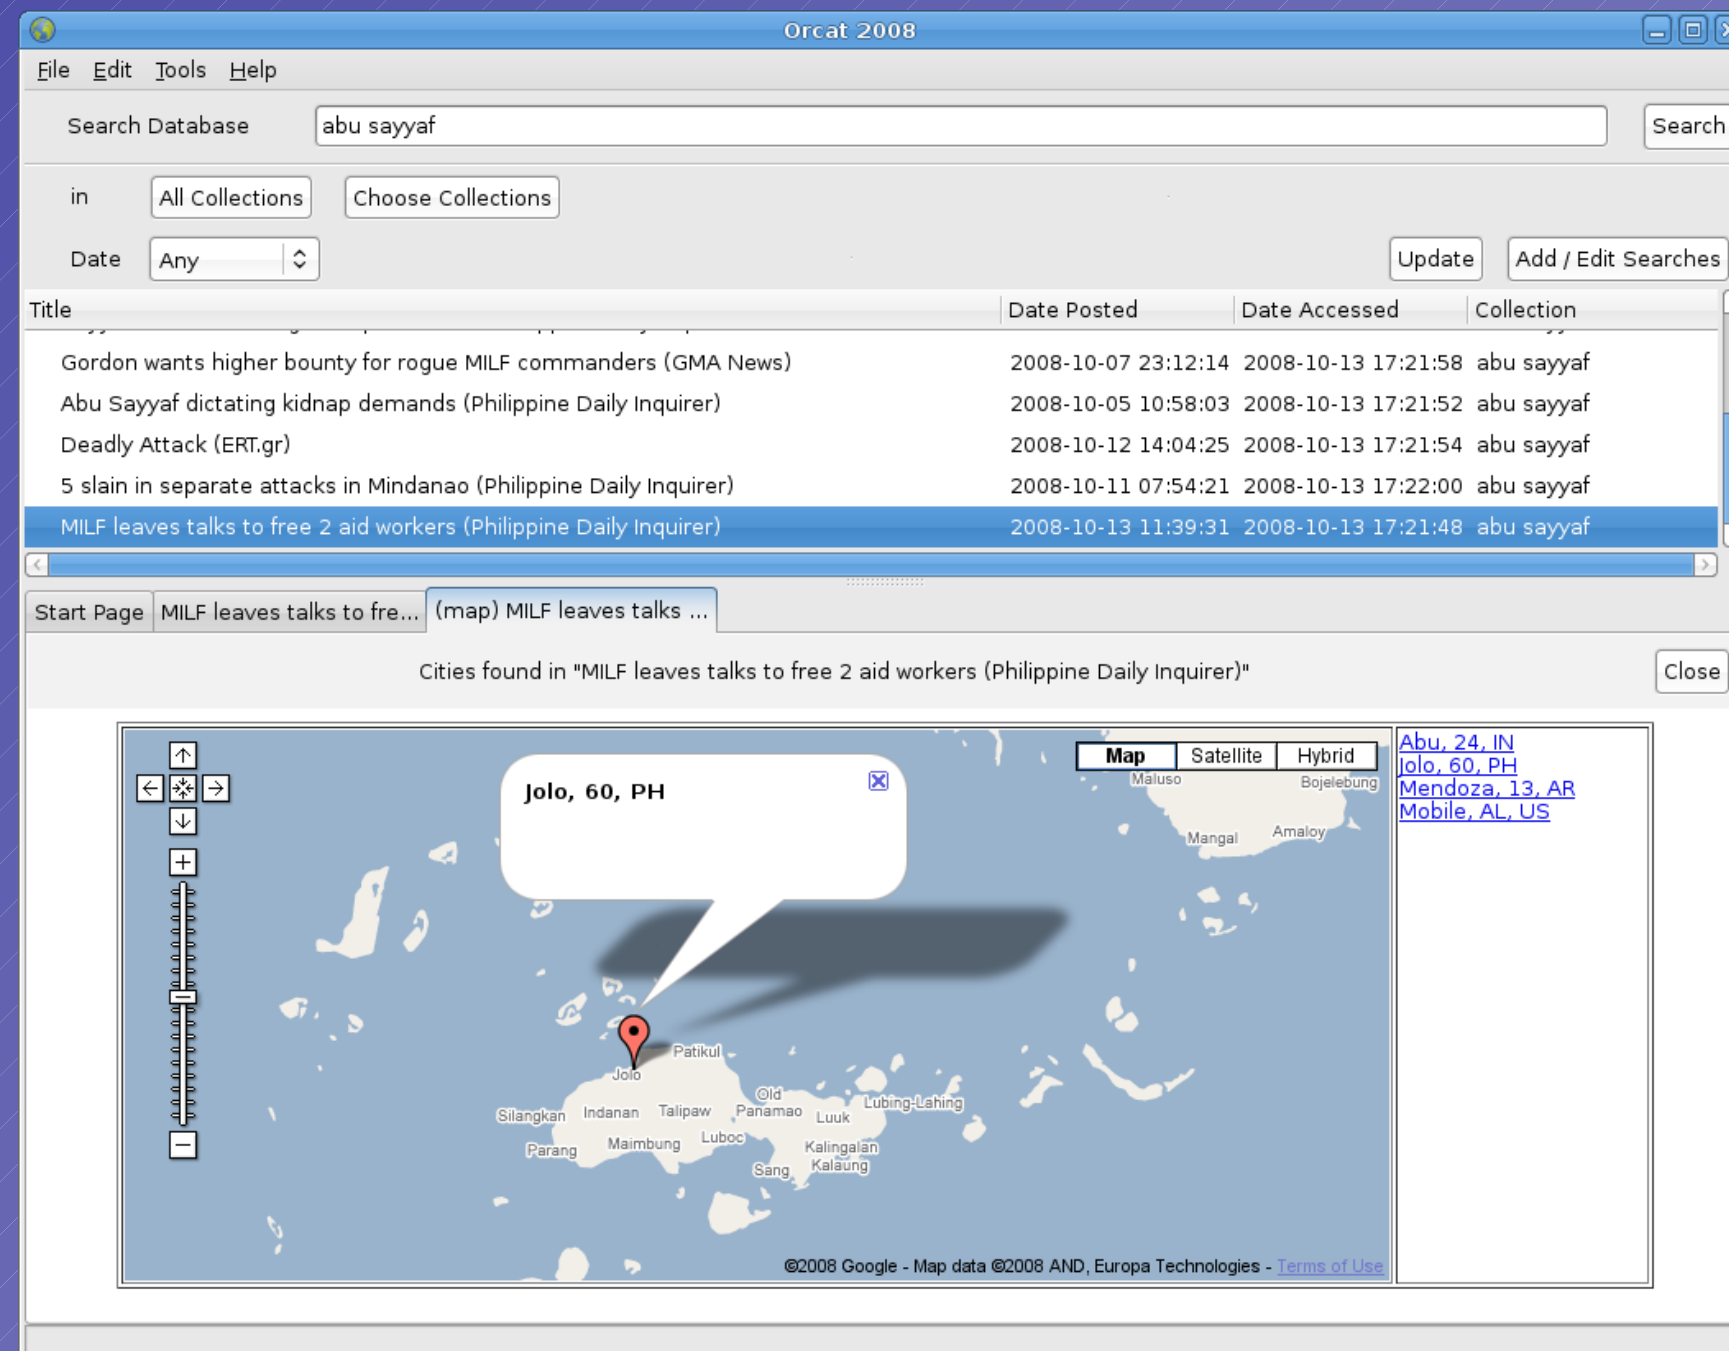 Orcat 2008
File Edit Tools Help
Search Database abu sayyaf Search
in All Collections Choose Collections
Date Any Update Add / Edit Searches
Title Date Posted Date Accessed Collection
Gordon wants higher bounty for rogue MILF commanders (GMA News) 2008-10-07 23:12:14 2008-10-13 17:21:58 abu sayyaf
Abu Sayyaf dictating kidnap demands (Philippine Daily Inquirer) 2008-10-05 10:58:03 2008-10-13 17:21:52 abu sayyaf
Deadly Attack (ERT.gr) 2008-10-12 14:04:25 2008-10-13 17:21:54 abu sayyaf
5 slain in separate attacks in Mindanao (Philippine Daily Inquirer) 2008-10-11 07:54:21 2008-10-13 17:22:00 abu sayyaf
MILF leaves talks to free 2 aid workers (Philippine Daily Inquirer) 2008-10-13 11:39:31 2008-10-13 17:21:48 abu sayyaf
Start Page MILF leaves talks to fre... (map) MILF leaves talks ...
Cities found in "MILF leaves talks to free 2 aid workers (Philippine Daily Inquirer)" Close
Map Satellite Hybrid
Maluso Bojelebung
Mangal Amaloy
Jolo, 60, PH
Patikul
Jolo
Silangkan Indanan Talipaw Old Panamao Luuk Lubing-Lahing
Parang Maimbung Luboc Kalingalan Kalaung
Sang
©2008 Google - Map data ©2008 AND, Europa Technologies - Terms of Use
Abu, 24, IN
Jolo, 60, PH
Mendoza, 13, AR
Mobile, AL, US